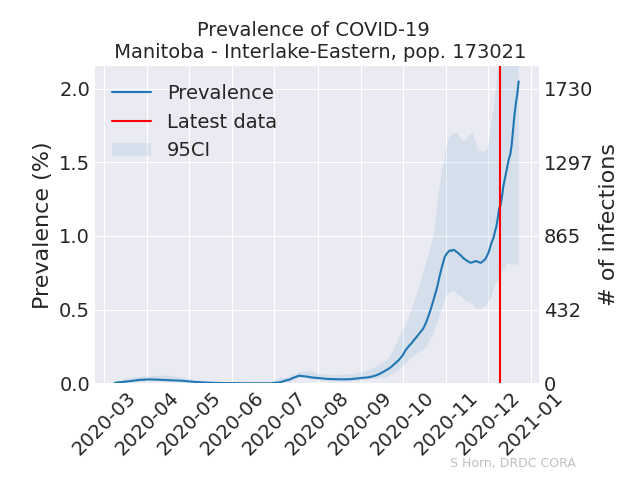 Prevalence of COVID-19
Manitoba - Interlake-Eastern, pop. 173021
Prevalence
Latest data
95CI
Prevalence (%)
2.0
1.5
1.0
0.5
0.0
1730
1297
865
432
0
# of infections
2020-03
2020-04
2020-05
2020-06
2020-07
2020-08
2020-09
2020-10
2020-11
2020-12
2021-01
S Horn, DRDC CORA